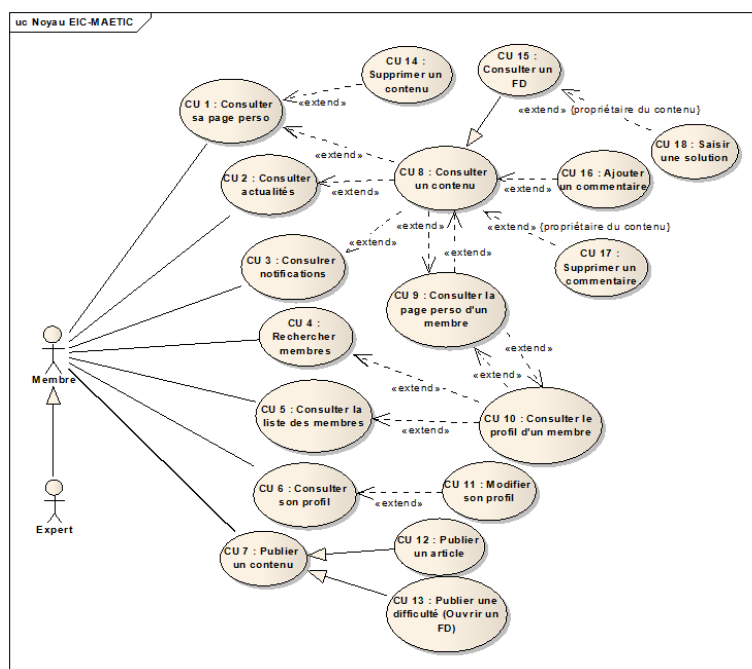 uc Noyau EIC-MAETIC
CU 14 :
Supprimer un
contenu
CU 15 :
Consulter un
FD
«extend»
CU 1 : Consulter
sa page perso
«extend» {propriétaire du contenu}
«extend»
CU 18 : Saisir
une solution
CU 8 : Consulter
un contenu
CU 16 : Ajouter
un commentaire
«extend»
CU 2 : Consulter
actualités
«extend»
«extend» {propriétaire du contenu}
«extend»
«extend»
«extend»
CU 3 : Consulrer
notifications
CU 17 :
Supprimer un
commentaire
CU 9 : Consulter la
page perso d'un
membre
CU 4 :
Rechercher
membres
«extend»
«extend»
«extend»
Membre
CU 5 : Consulter la
liste des membres
CU 10 : Consulter le
profil d'un membre
«extend»
CU 6 : Consulter
son profil
CU 11 : Modifier
son profil
«extend»
Expert
CU 7 : Publier
un contenu
CU 12 : Publier
un article
CU 13 : Publier une
difficulté (Ouvrir un
FD)